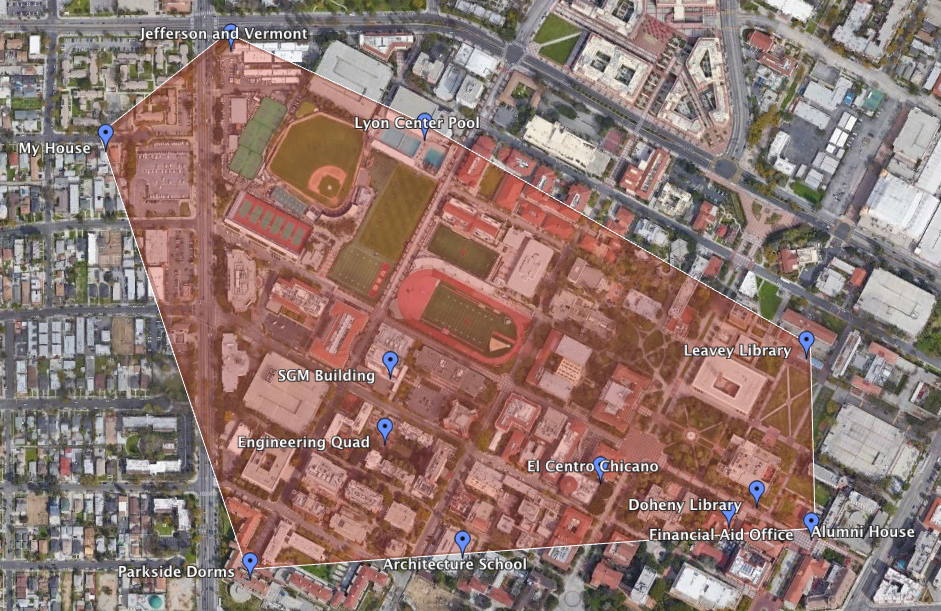 Jefferson and Vermont
Lyon Center Pool
My House
Leavey Library
SGM Building
Engineering Quad
El Centro Chicano
Doheny Library
Financial Aid Office
Alumni House
Architecture School
Parkside Dorms